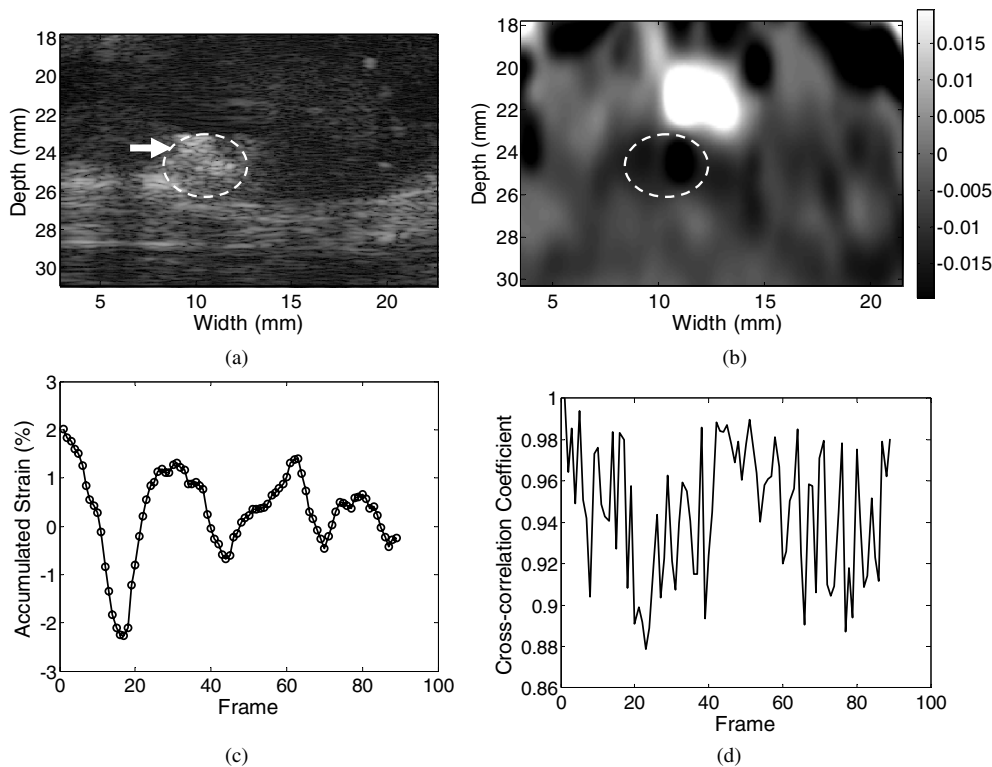 18
20
22
24
26
28
30
Depth (mm)
5 10 15 20
Width (mm)
(a)
18
20
22
24
26
28
30
Depth (mm)
5 10 15 20
Width (mm)
(b)
0.015
0.01
0.005
0
-0.005
-0.01
-0.015
3
2
1
0
-1
-2
-3
Accumulated Strain (%)
0 20 40 60 80 100
Frame
(c)
1
0.98
0.96
0.94
0.92
0.9
0.88
0.86
Cross-correlation Coefficient
0 20 40 60 80 100
Frame
(d)